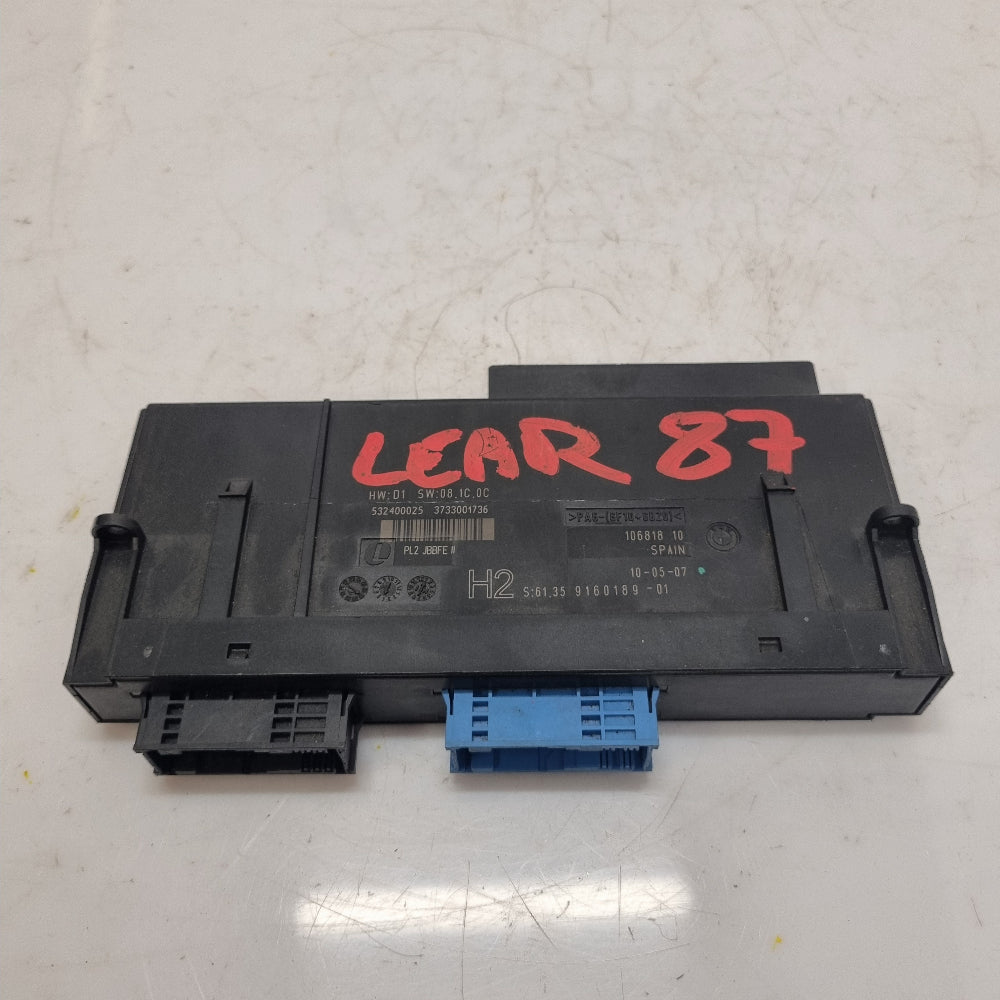 LEAR 87
HW:D1 SW:08.1C.0C
532400025 3733001736
PL2 JBBFE II
106818 10
SPAIN
10-05-07
H2 S:61.35 9160189-01